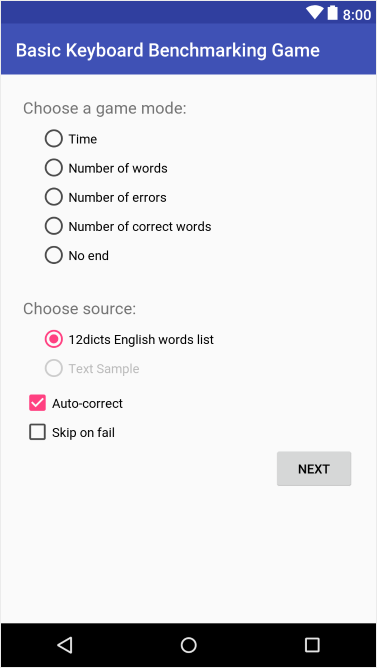 8:00
Basic Keyboard Benchmarking Game
Choose a game mode:
Time
Number of words
Number of errors
Number of correct words
No end
Choose source:
12dicts English words list
Text Sample
Auto-correct
Skip on fail
NEXT